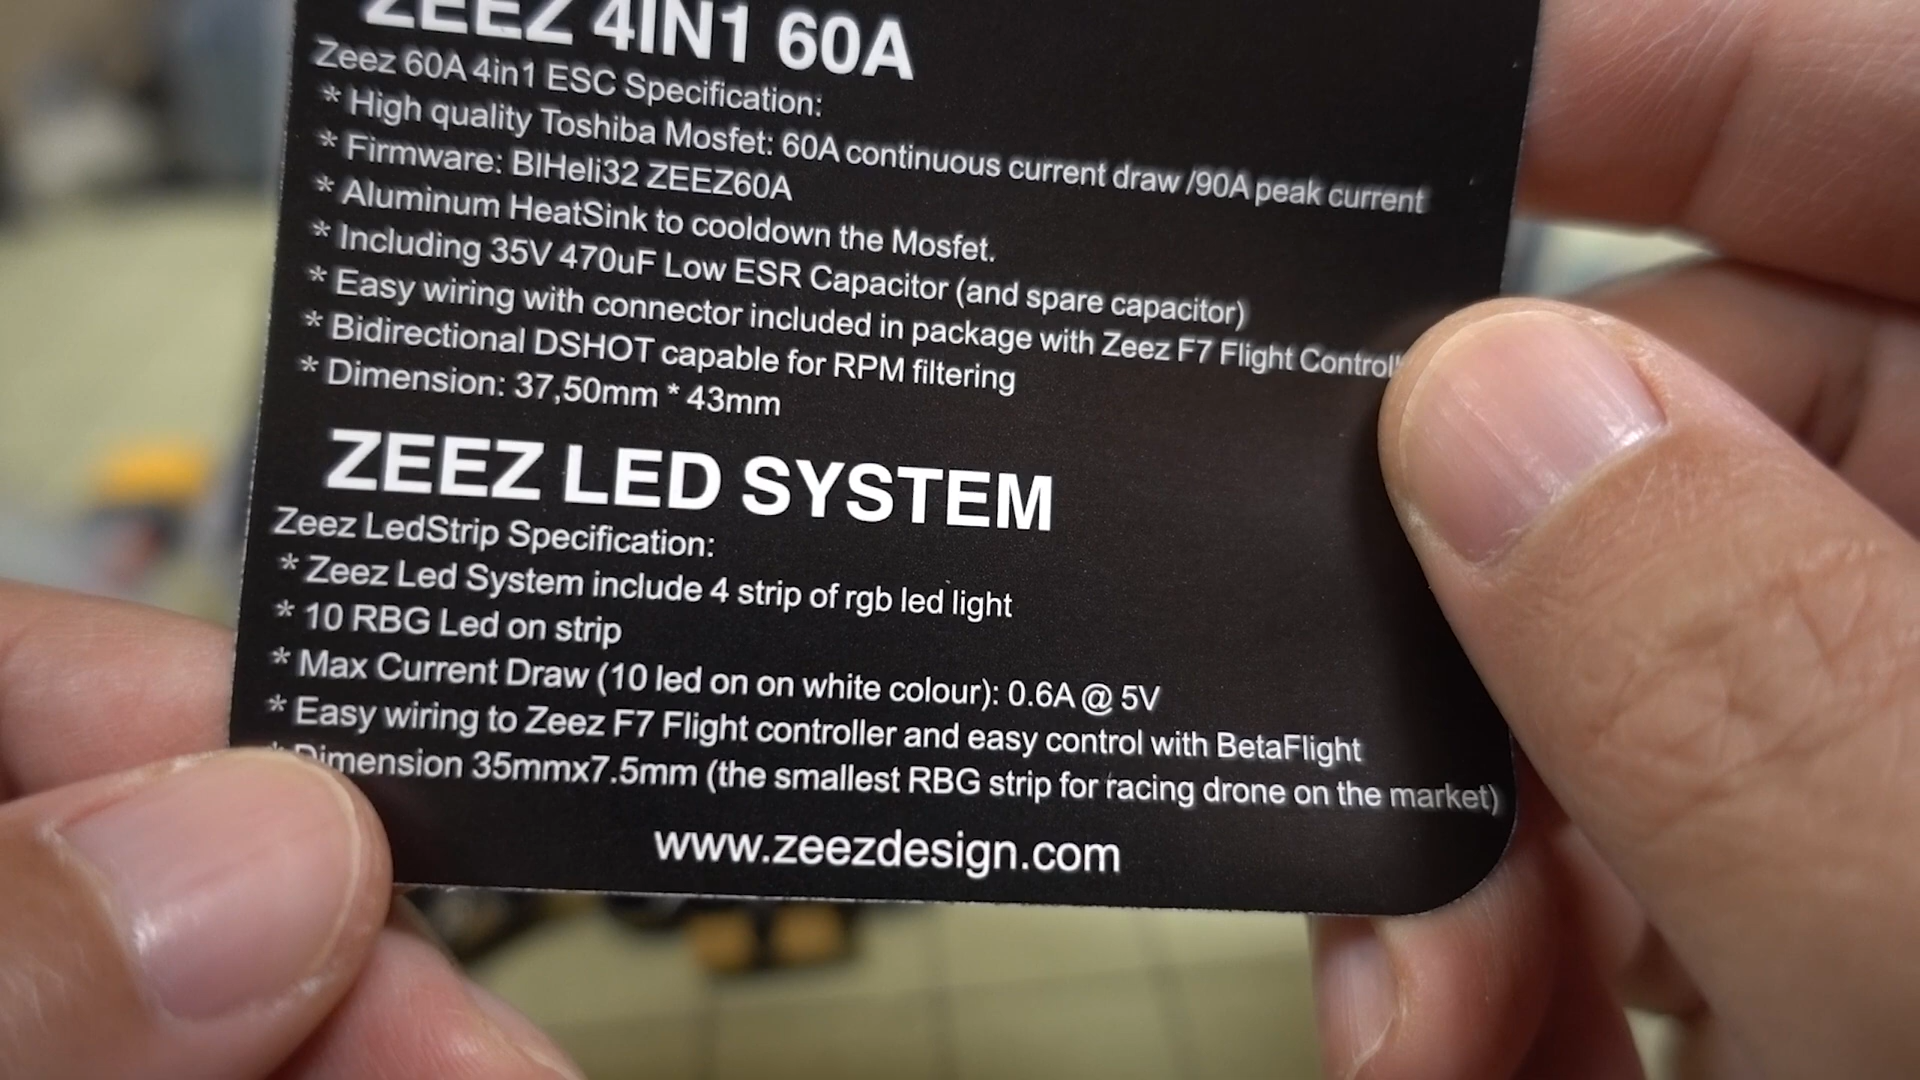 ZEEZ 4IN1 60A
Zeez 60A 4in1 ESC Specification:
* High quality Toshiba Mosfet: 60A continuous current draw /90A peak current
* Firmware: BlHeli32 ZEEZ60A
* Aluminum HeatSink to cooldown the Mosfet.
* Including 35V 470uF Low ESR Capacitor (and spare capacitor)
* Easy wiring with connector included in package with Zeez F7 Flight Controll
* Bidirectional DSHOT capable for RPM filtering
* Dimension: 37,50mm * 43mm
ZEEZ LED SYSTEM
Zeez LedStrip Specification:
* Zeez Led System include 4 strip of rgb led light
* 10 RBG Led on strip
* Max Current Draw (10 led on on white colour): 0.6A @ 5V
* Easy wiring to Zeez F7 Flight controller and easy control with BetaFlight
* Dimension 35mmx7.5mm (the smallest RBG strip for racing drone on the market)
www.zeezdesign.com